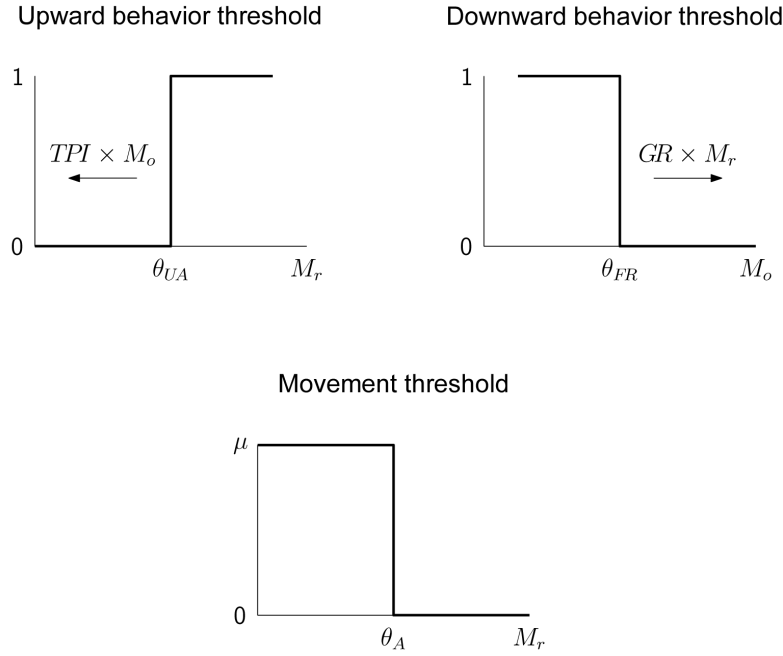 Upward behavior threshold
1
TPI × M_o
0
θ_UA
M_r
Downward behavior threshold
1
GR × M_r
0
θ_FR
M_o
Movement threshold
μ
0
θ_A
M_r